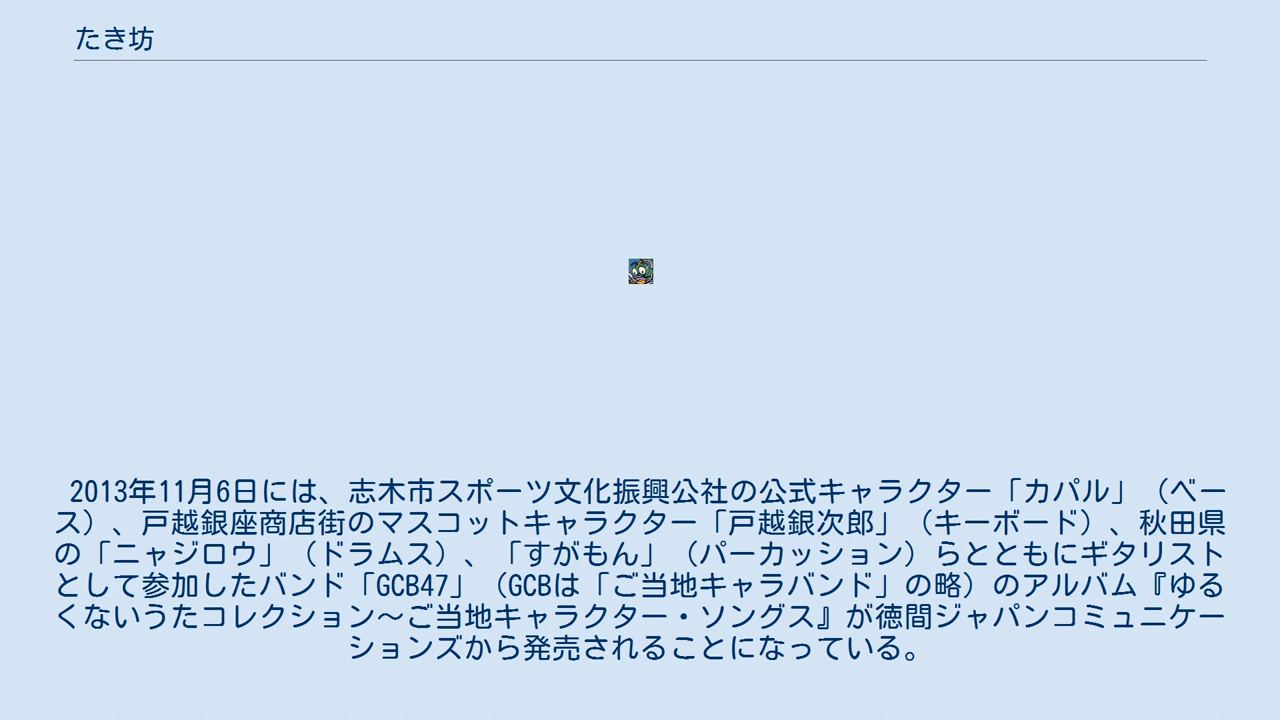 たき坊
2013年11月6日には、志木市スポーツ文化振興公社の公式キャラクター「カパル」（ベー
ス）、戸越銀座商店街のマスコットキャラクター「戸越銀次郎」（キーボード）、秋田県
の「ニャジロウ」（ドラムス）、「すがもん」（パーカッション）らとともにギタリスト
として参加したバンド「GCB47」（GCBは「ご当地キャラバンド」の略）のアルバム『ゆる
くないうたコレクション〜ご当地キャラクター・ソングス』が徳間ジャパンコミュニケー
ションズから発売されることになっている。